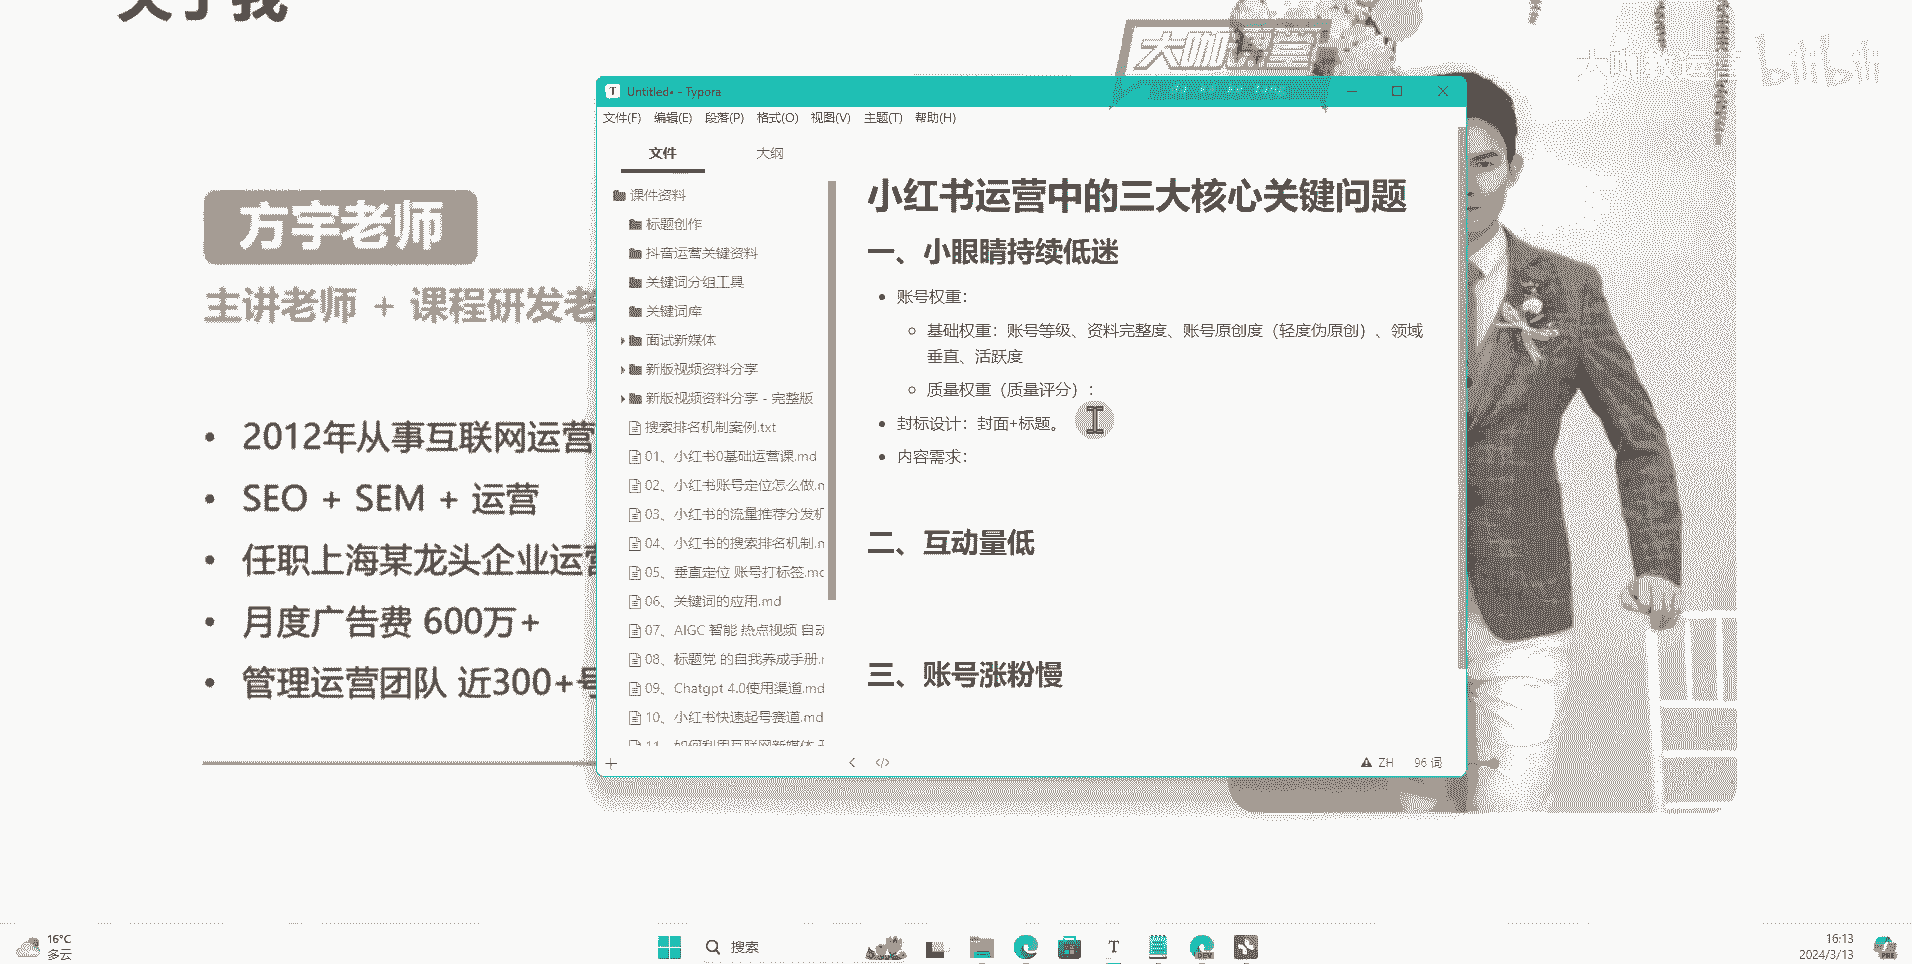 关于我
大咖课堂
bilibili
方宇老师
主讲老师 + 课程研发老
2012年从事互联网运营
SEO + SEM + 运营
任职上海某龙头企业运营
月度广告费 600万+
管理运营团队 近300+号
Untitled• - Typora
文件(F) 编辑(E) 段落(P) 格式(O) 视图(V) 主题(T) 帮助(H)
文件 大纲
课件资料
标题创作
抖音运营关键资料
关键词分组工具
关键词库
面试新媒体
新版视频资料分享
新版视频资料分享 - 完整版
搜索排名机制案例.txt
01、小红书0基础运营课.md
02、小红书账号定位怎么做.m
03、小红书的流量推荐分发机
04、小红书的搜索排名机制.m
05、垂直定位 账号打标签.md
06、关键词的应用.md
07、AIGC 智能 热点视频 自动
08、标题党 的自我养成手册.m
09、Chatgpt 4.0使用渠道.md
10、小红书快速起号赛道.md
11、如何利用互联网新媒体
小红书运营中的三大核心关键问题
一、小眼睛持续低迷
账号权重：
基础权重：账号等级、资料完整度、账号原创度（轻度伪原创）、领域
垂直、活跃度
质量权重（质量评分）：
封标设计：封面+标题。
内容需求：
二、互动量低
三、账号涨粉慢
ZH 96 词
16°C
多云
搜索
16:13
2024/3/13